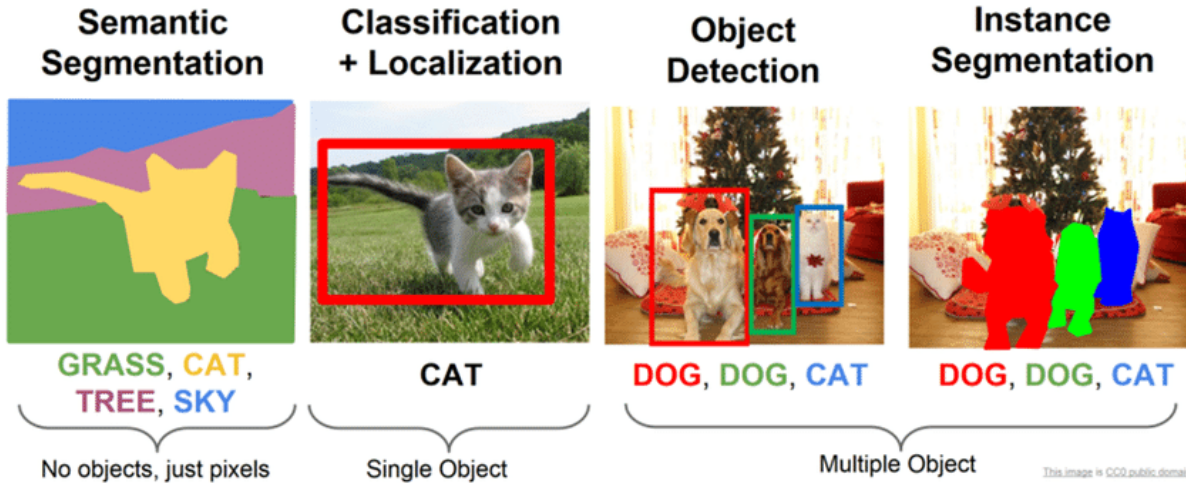 Semantic
Segmentation
Classification
+ Localization
Object
Detection
Instance
Segmentation
GRASS, CAT,
TREE, SKY
CAT
DOG, DOG, CAT
DOG, DOG, CAT
No objects, just pixels
Single Object
Multiple Object
This image is CC0 public domai